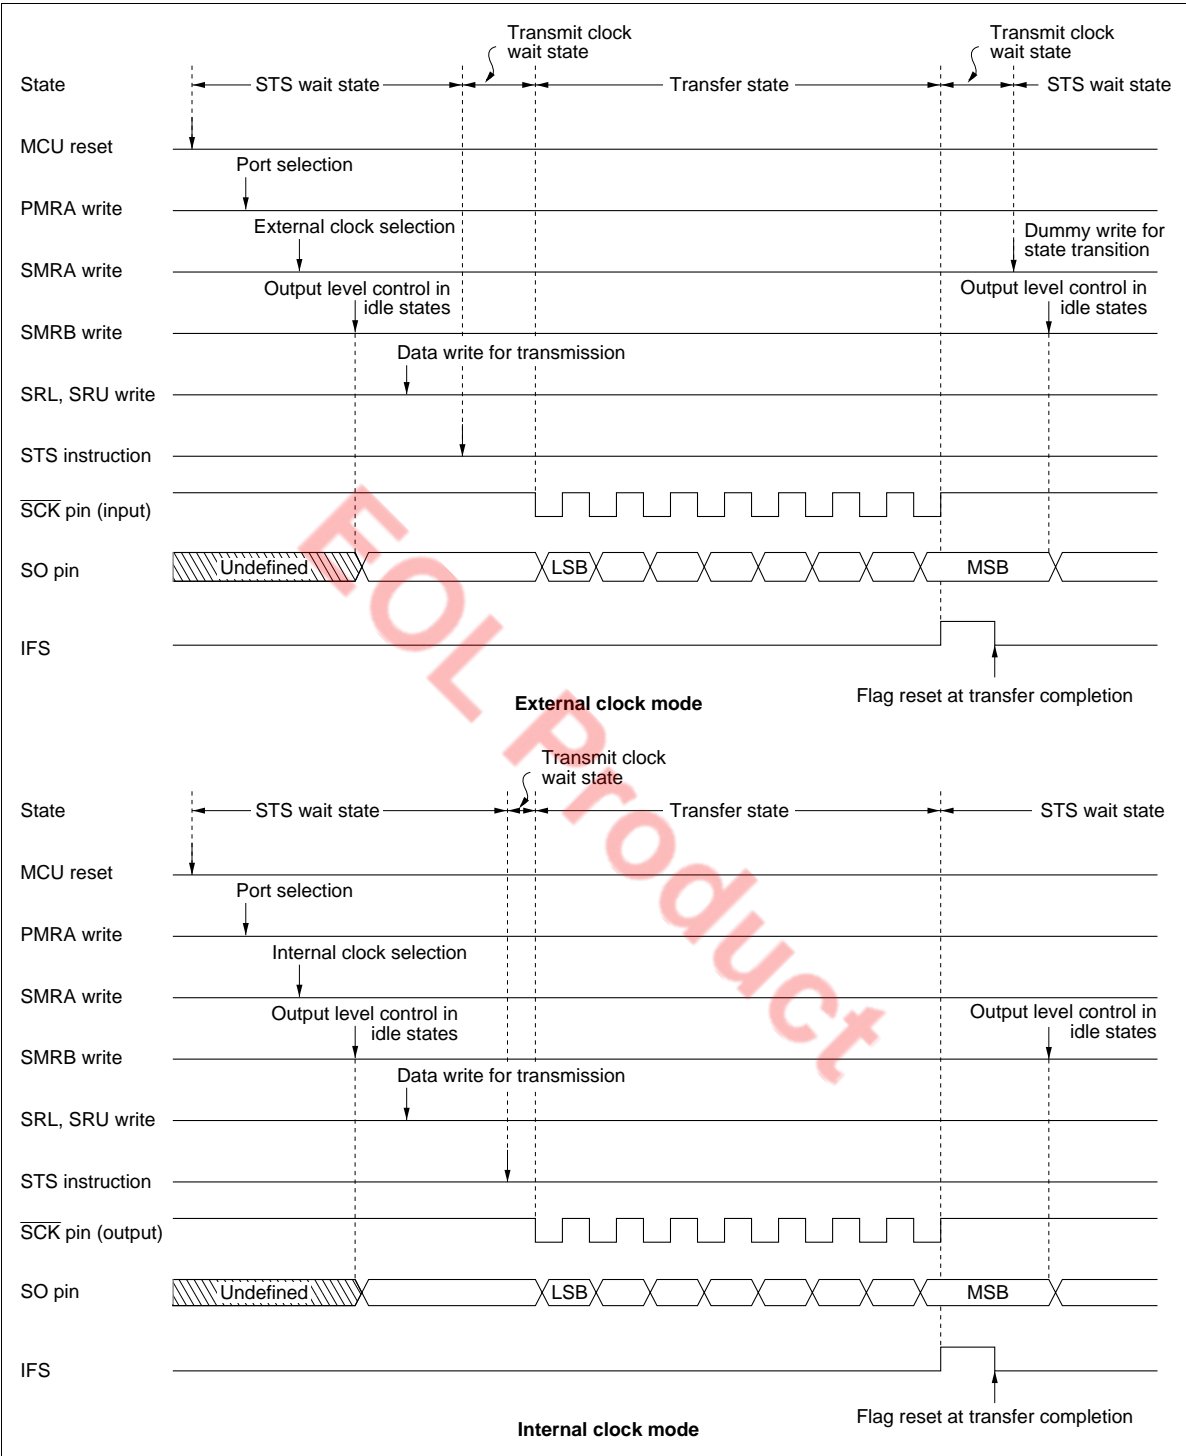 Transmit clock
wait state
Transmit clock
wait state
State
STS wait state
Transfer state
STS wait state
MCU reset
Port selection
PMRA write
External clock selection
Dummy write for
state transition
SMRA write
Output level control in
idle states
Output level control in
idle states
SMRB write
Data write for transmission
SRL, SRU write
STS instruction
SCK pin (input)
SO pin
Undefined
LSB
MSB
IFS
Flag reset at transfer completion
External clock mode
EOL Product
Transmit clock
wait state
State
STS wait state
Transfer state
STS wait state
MCU reset
Port selection
PMRA write
Internal clock selection
SMRA write
Output level control in
idle states
Output level control in
idle states
SMRB write
Data write for transmission
SRL, SRU write
STS instruction
SCK pin (output)
SO pin
Undefined
LSB
MSB
IFS
Flag reset at transfer completion
Internal clock mode